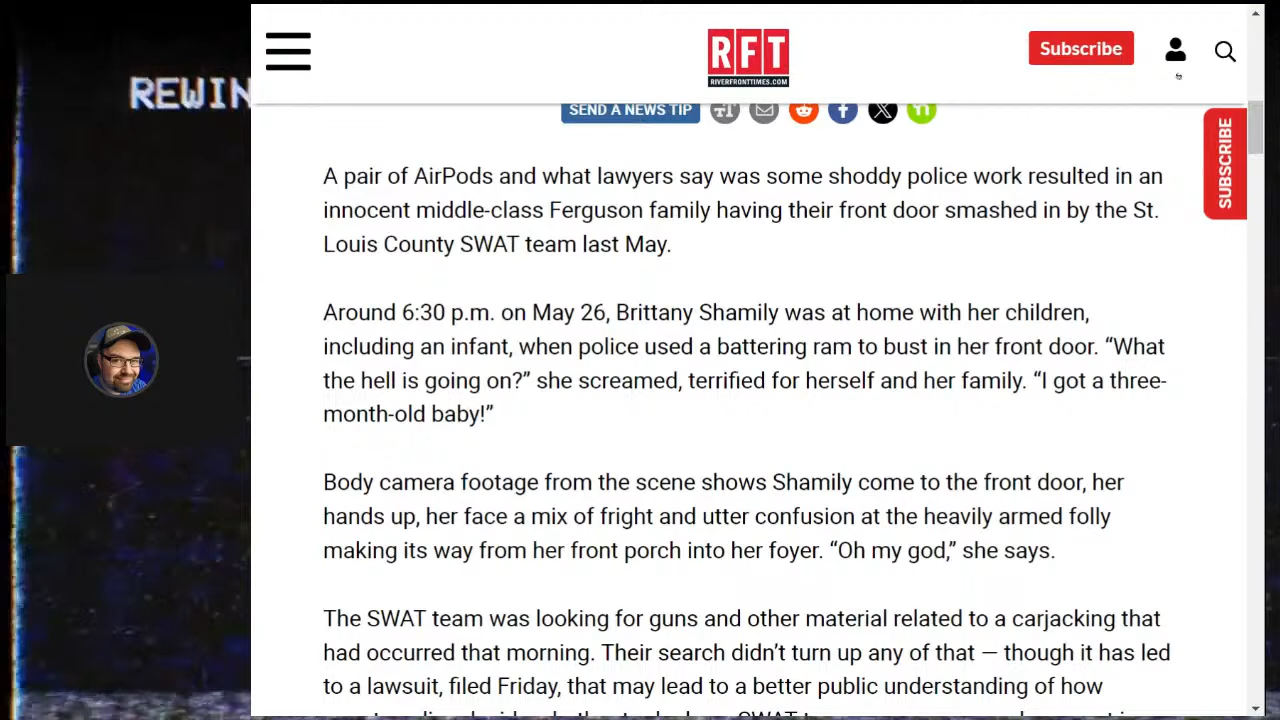 REWIN
RFT
RIVERFRONTTIMES.COM
Subscribe
SEND A NEWS TIP
SUBSCRIBE
A pair of AirPods and what lawyers say was some shoddy police work resulted in an
innocent middle-class Ferguson family having their front door smashed in by the St.
Louis County SWAT team last May.
Around 6:30 p.m. on May 26, Brittany Shamily was at home with her children,
including an infant, when police used a battering ram to bust in her front door. “What
the hell is going on?” she screamed, terrified for herself and her family. “I got a three-
month-old baby!”
Body camera footage from the scene shows Shamily come to the front door, her
hands up, her face a mix of fright and utter confusion at the heavily armed folly
making its way from her front porch into her foyer. “Oh my god,” she says.
The SWAT team was looking for guns and other material related to a carjacking that
had occurred that morning. Their search didn’t turn up any of that — though it has led
to a lawsuit, filed Friday, that may lead to a better public understanding of how